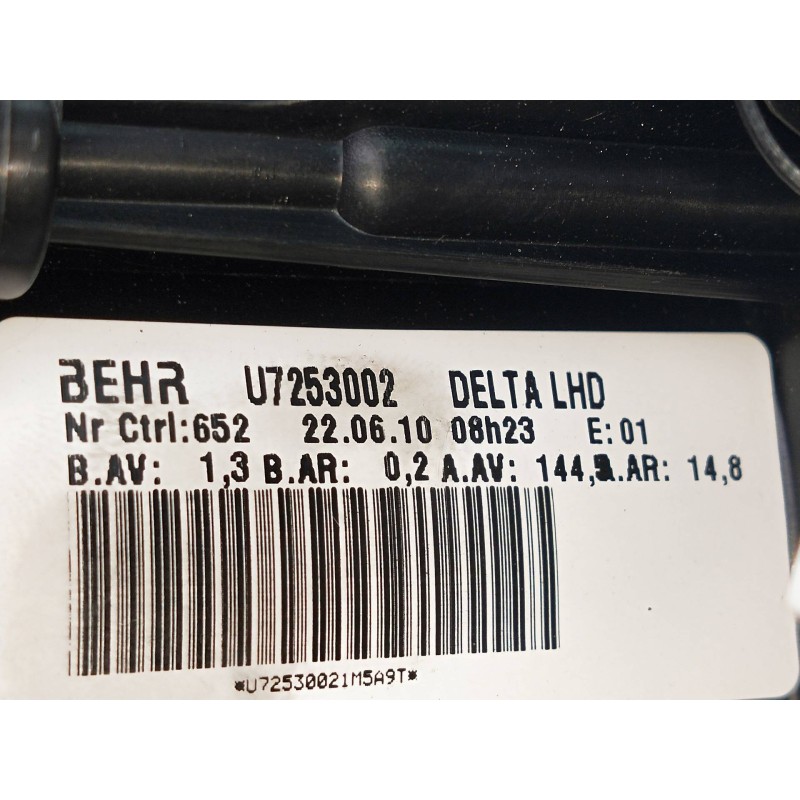 BEHR U7253002 DELTA LHD
Nr Ctrl:652 22.06.10 08h23 E: 01
B.AV: 1,3 B.AR: 0,2 A.AV: 144, .AR: 14,8
*U72530021M5A9T*